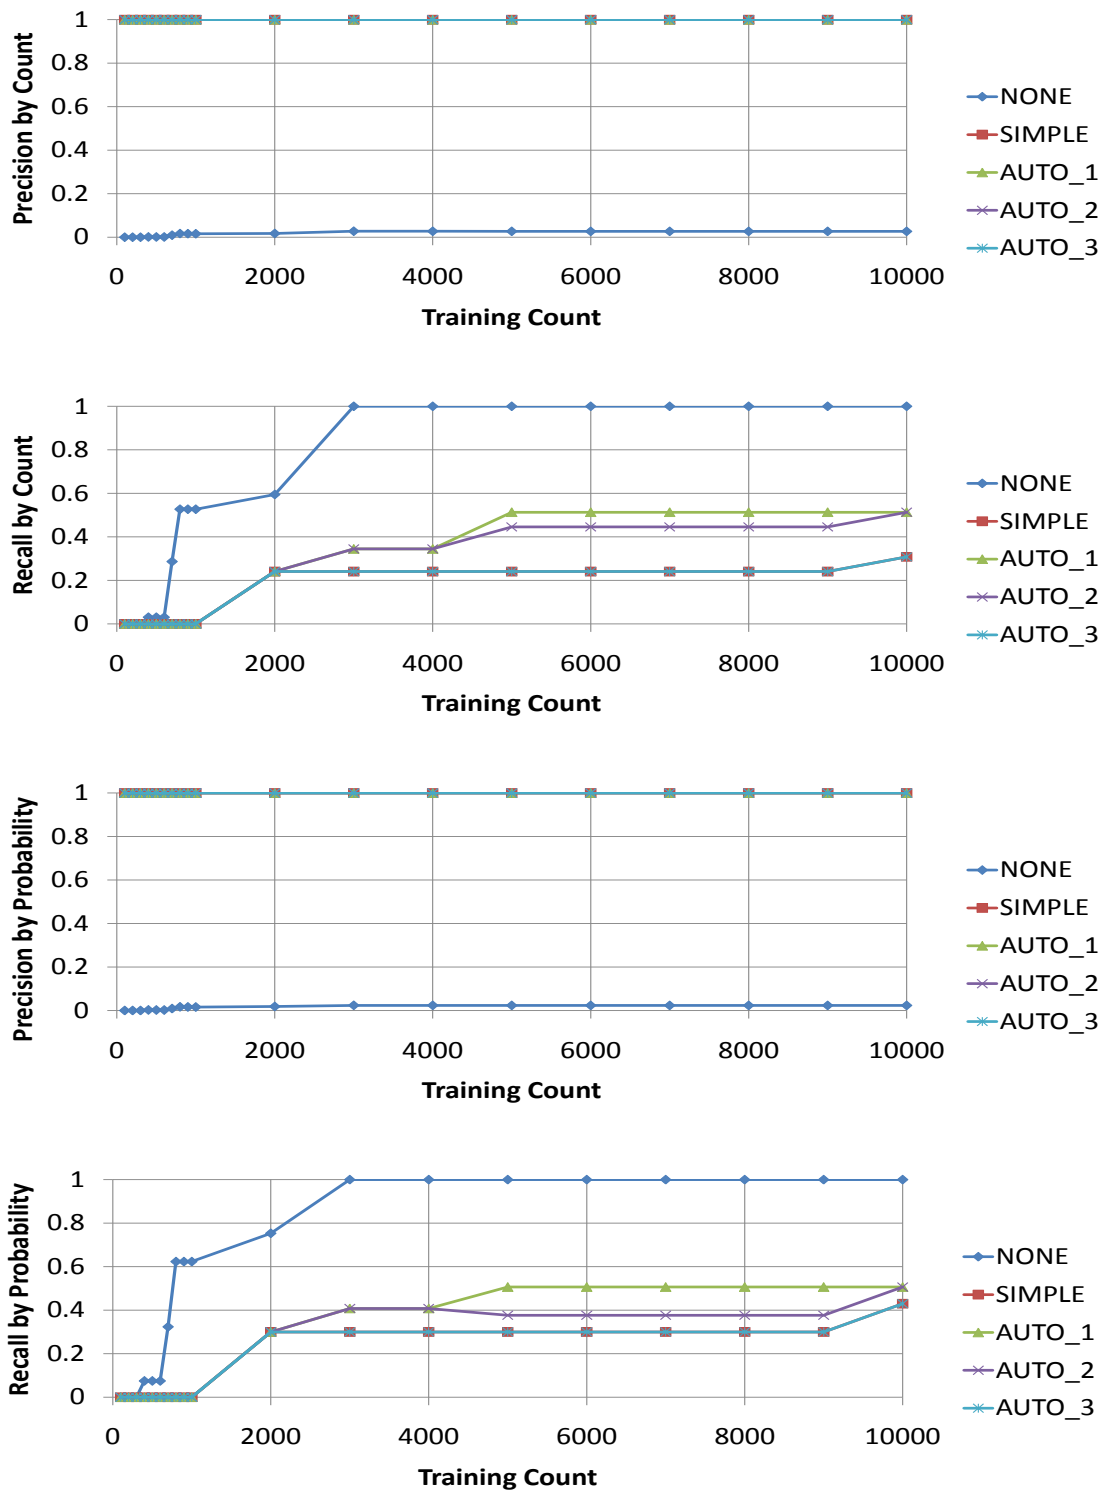 Precision by Count
1
0.8
0.6
0.4
0.2
0
0 2000 4000 6000 8000 10000
Training Count
NONE
SIMPLE
AUTO_1
AUTO_2
AUTO_3
Recall by Count
1
0.8
0.6
0.4
0.2
0
0 2000 4000 6000 8000 10000
Training Count
NONE
SIMPLE
AUTO_1
AUTO_2
AUTO_3
Precision by Probability
1
0.8
0.6
0.4
0.2
0
0 2000 4000 6000 8000 10000
Training Count
NONE
SIMPLE
AUTO_1
AUTO_2
AUTO_3
Recall by Probability
1
0.8
0.6
0.4
0.2
0
0 2000 4000 6000 8000 10000
Training Count
NONE
SIMPLE
AUTO_1
AUTO_2
AUTO_3